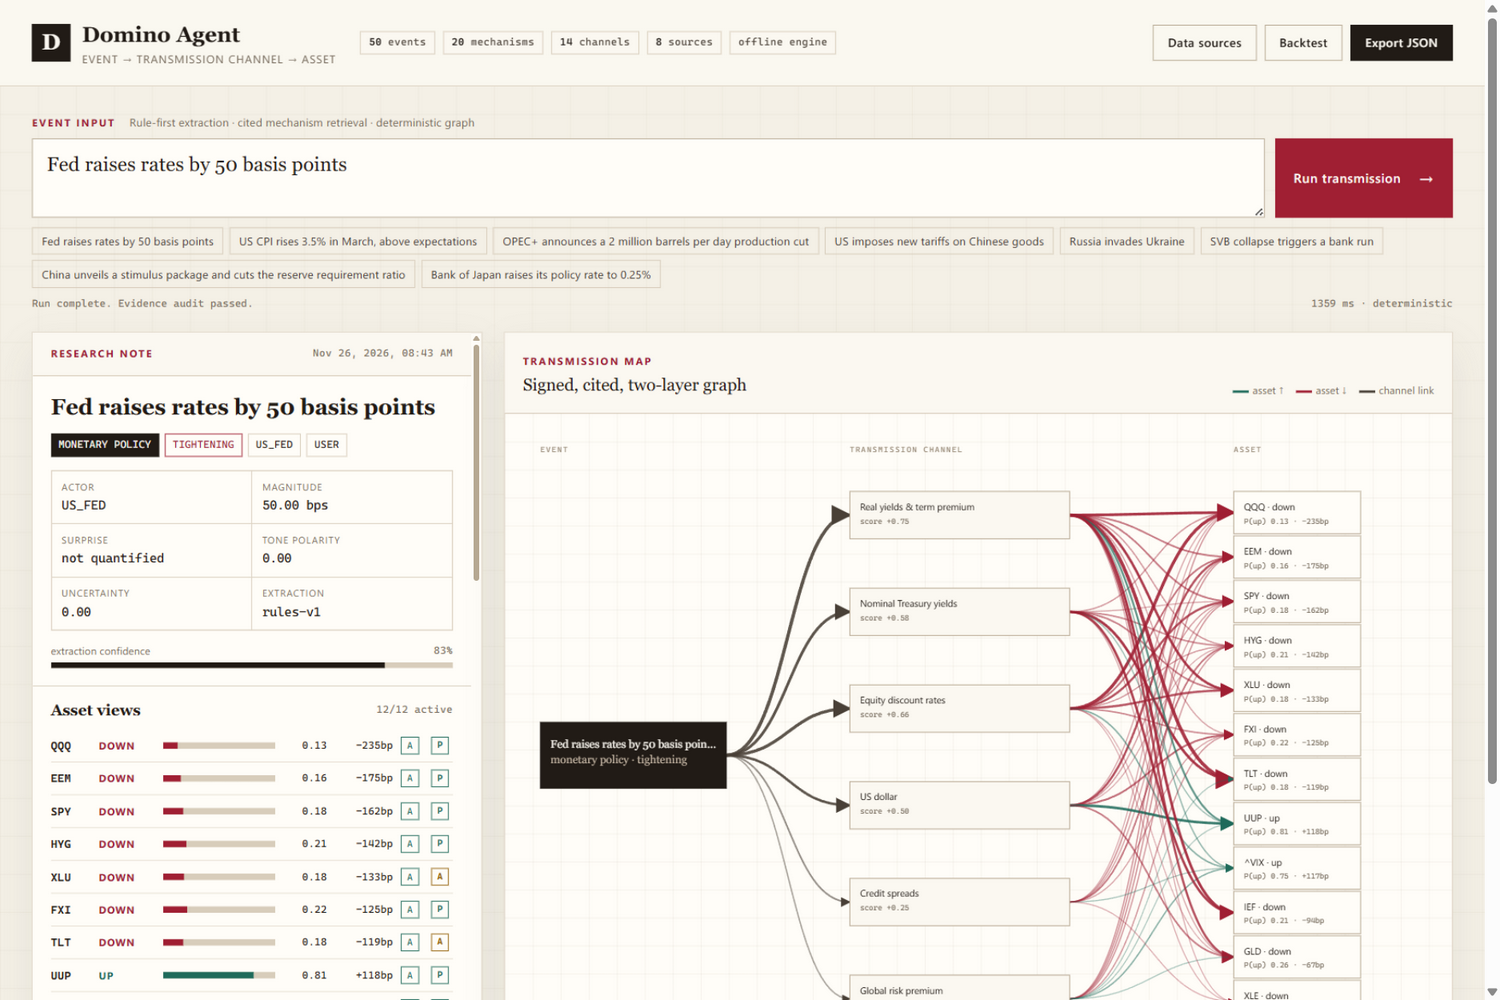 D
Domino Agent
EVENT → TRANSMISSION CHANNEL → ASSET
50 events
20 mechanisms
14 channels
8 sources
offline engine
Data sources
Backtest
Export JSON
EVENT INPUT
Rule-first extraction · cited mechanism retrieval · deterministic graph
Fed raises rates by 50 basis points
Run transmission →
Fed raises rates by 50 basis points
US CPI rises 3.5% in March, above expectations
OPEC+ announces a 2 million barrels per day production cut
US imposes new tariffs on Chinese goods
Russia invades Ukraine
SVB collapse triggers a bank run
China unveils a stimulus package and cuts the reserve requirement ratio
Bank of Japan raises its policy rate to 0.25%
Run complete. Evidence audit passed.
1359 ms · deterministic
RESEARCH NOTE
Nov 26, 2026, 08:43 AM
Fed raises rates by 50 basis points
MONETARY POLICY
TIGHTENING
US_FED
USER
ACTOR
US_FED
MAGNITUDE
50.00 bps
SURPRISE
not quantified
TONE POLARITY
0.00
UNCERTAINTY
0.00
EXTRACTION
rules-v1
extraction confidence
83%
Asset views
12/12 active
QQQ DOWN 0.13 −235bp A P
EEM DOWN 0.16 −175bp A P
SPY DOWN 0.18 −162bp A P
HYG DOWN 0.21 −142bp A P
XLU DOWN 0.18 −133bp A A
FXI DOWN 0.22 −125bp A P
TLT DOWN 0.18 −119bp A A
UUP UP 0.81 +118bp A P
TRANSMISSION MAP
Signed, cited, two-layer graph
asset ↑
asset ↓
channel link
EVENT
TRANSMISSION CHANNEL
ASSET
Fed raises rates by 50 basis poin...
monetary policy · tightening
Real yields & term premium
score +0.75
Nominal Treasury yields
score +0.58
Equity discount rates
score +0.66
US dollar
score +0.50
Credit spreads
score +0.25
Global risk premium
QQQ · down
P(up) 0.13 · −235bp
EEM · down
P(up) 0.16 · −175bp
SPY · down
P(up) 0.18 · −162bp
HYG · down
P(up) 0.21 · −142bp
XLU · down
P(up) 0.18 · −133bp
FXI · down
P(up) 0.22 · −125bp
TLT · down
P(up) 0.18 · −119bp
UUP · up
P(up) 0.81 · +118bp
^VIX · up
P(up) 0.75 · +117bp
IEF · down
P(up) 0.21 · −94bp
GLD · down
P(up) 0.26 · −67bp
XLE · down